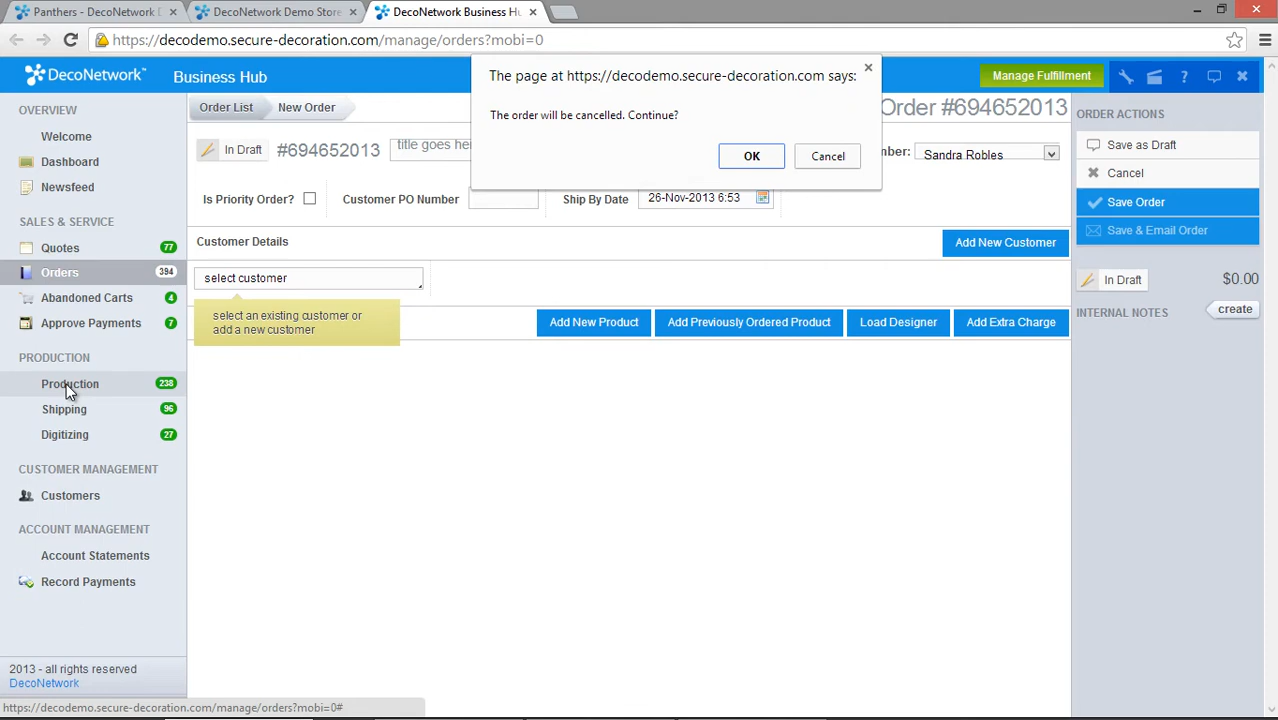 Panthers - DecoNetwork D
DecoNetwork Demo Store
DecoNetwork Business Hu
https://decodemo.secure-decoration.com/manage/orders?mobi=0
The page at https://decodemo.secure-decoration.com says:
The order will be cancelled. Continue?
OK
Cancel
DecoNetwork™
Business Hub
Manage Fulfillment
OVERVIEW
Welcome
Dashboard
Newsfeed
SALES & SERVICE
Quotes 77
Orders 394
Abandoned Carts 4
Approve Payments 7
PRODUCTION
Production 238
Shipping 96
Digitizing 27
CUSTOMER MANAGEMENT
Customers
ACCOUNT MANAGEMENT
Account Statements
Record Payments
2013 - all rights reserved
DecoNetwork
https://decodemo.secure-decoration.com/manage/orders?mobi=0#
Order List
New Order
Order #694652013
In Draft
#694652013
title goes her
mber:
Sandra Robles
Is Priority Order?
Customer PO Number
Ship By Date
26-Nov-2013 6:53
Customer Details
Add New Customer
select customer
select an existing customer or
add a new customer
Add New Product
Add Previously Ordered Product
Load Designer
Add Extra Charge
ORDER ACTIONS
Save as Draft
Cancel
Save Order
Save & Email Order
In Draft
$0.00
INTERNAL NOTES
create